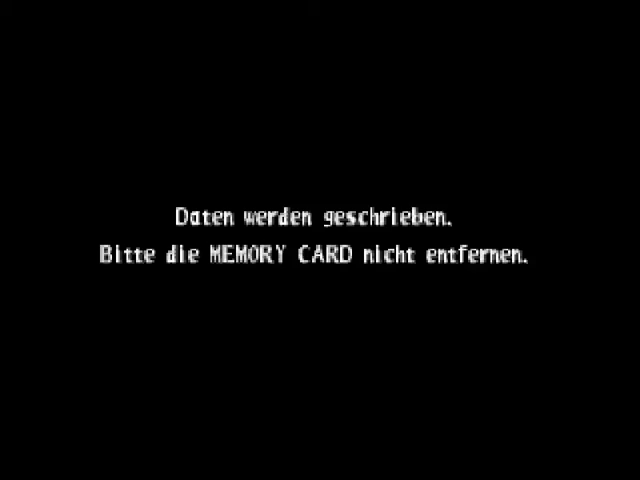 Daten werden geschrieben.
Bitte die MEMORY CARD nicht entfernen.